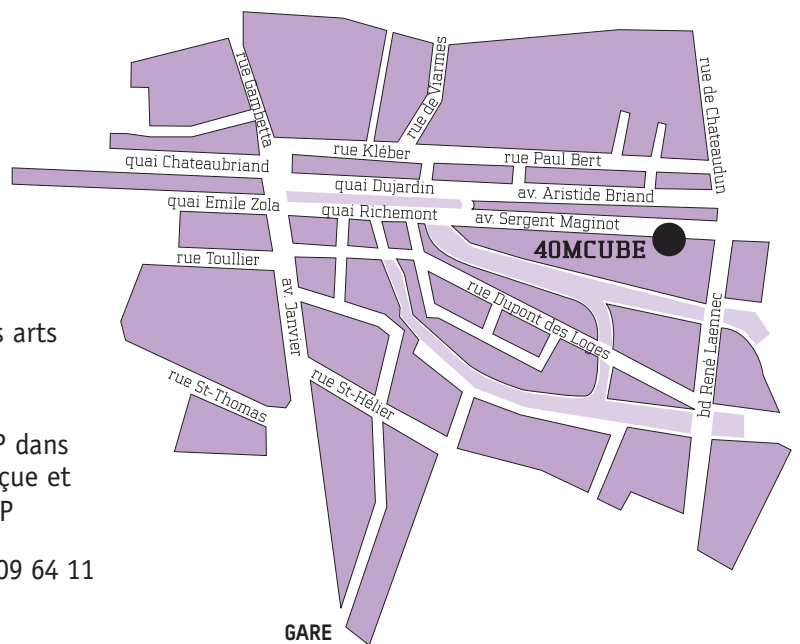 rue Gambetta
rue de Viarmes
rue de Chateaudun
rue Kléber
rue Paul Bert
quai Chateaubriand
quai Dujardin
av. Aristide Briand
quai Emile Zola
quai Richemont
av. Sergent Maginot
40MCUBE
rue Toullier
av. Janvier
rue Dupont des Loges
bd René Laennec
rue St-Thomas
rue St-Hélier
s arts
P dans
çue et
P
09 64 11
GARE